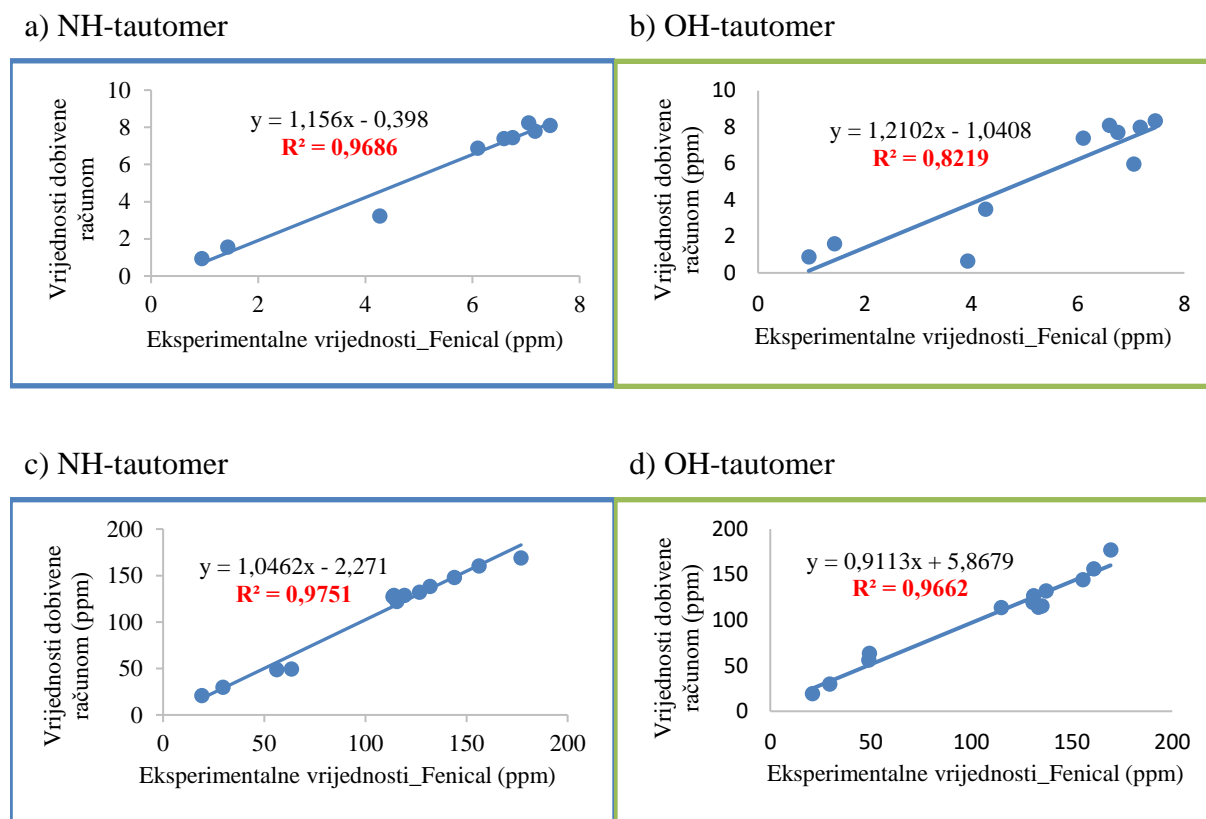 a) NH-tautomer
b) OH-tautomer
Vrijednosti dobivene
računom
10
8
6
4
2
0
y = 1,156x - 0,398
R² = 0,9686
0 2 4 6 8
Eksperimentalne vrijednosti_Fenical (ppm)
Vrijednosti dobivene
računom (ppm)
10
8
6
4
2
0
y = 1,2102x - 1,0408
R² = 0,8219
0 2 4 6 8
Eksperimentalne vrijednosti_Fenical (ppm)
c) NH-tautomer
d) OH-tautomer
Vrijednosti dobivene
računom (ppm)
200
150
100
50
0
y = 1,0462x - 2,271
R² = 0,9751
0 50 100 150 200
Eksperimentalne vrijednosti_Fenical (ppm)
Vrijednosti dobivene
računom (ppm)
200
150
100
50
0
y = 0,9113x + 5,8679
R² = 0,9662
0 50 100 150 200
Eksperimentalne vrijednosti_Fenical (ppm)